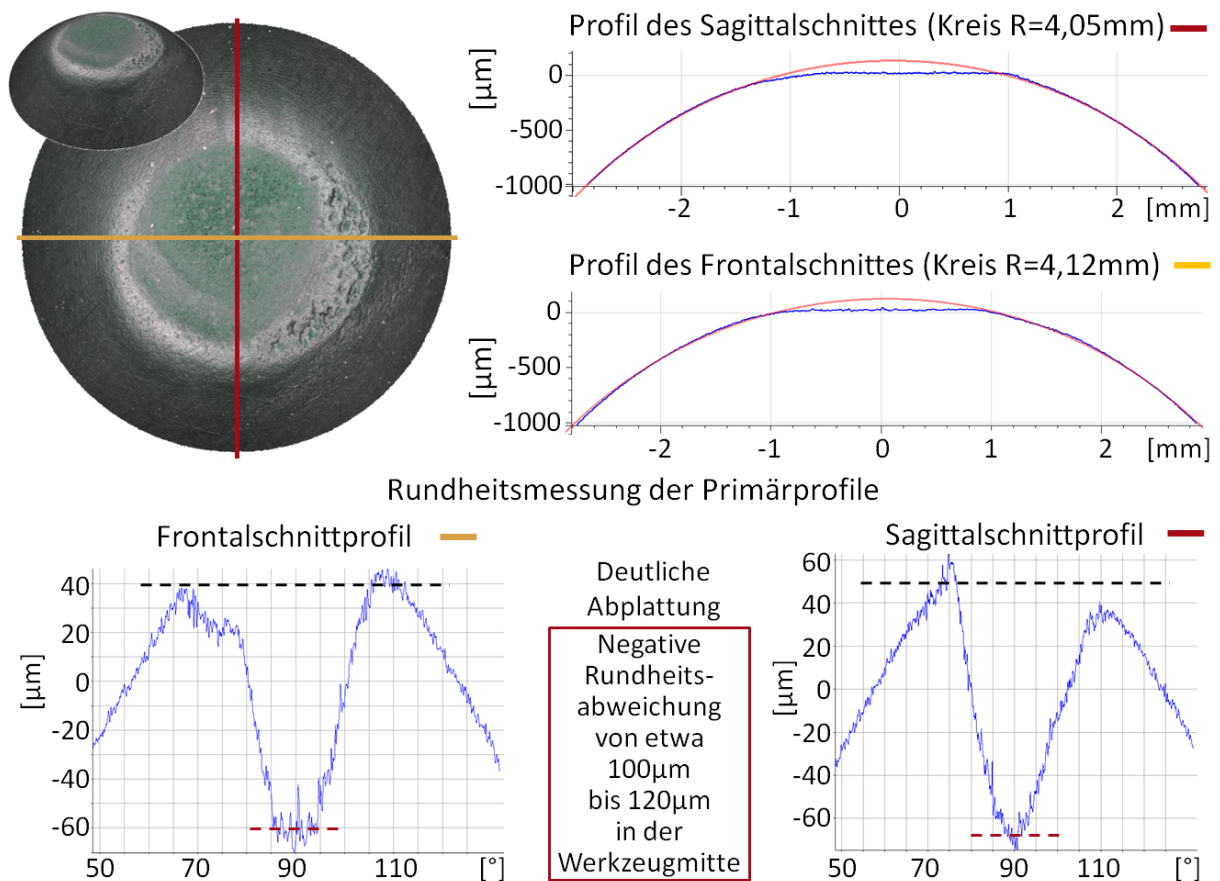 Profil des Sagittalschnittes (Kreis R=4,05mm)
[µm]
0
-500
-1000
-2
-1
0
1
2
[mm]
Profil des Frontalschnittes (Kreis R=4,12mm)
[µm]
0
-500
-1000
-2
-1
0
1
2
[mm]
Rundheitsmessung der Primärprofile
Frontalschnittprofil
[µm]
40
20
0
-20
-40
-60
50
70
90
110
[°]
Deutliche
Abplattung
Negative
Rundheits-
abweichung
von etwa
100µm
bis 120µm
in der
Werkzeugmitte
Sagittalschnittprofil
[µm]
60
40
20
0
-20
-40
-60
50
70
90
110
[°]